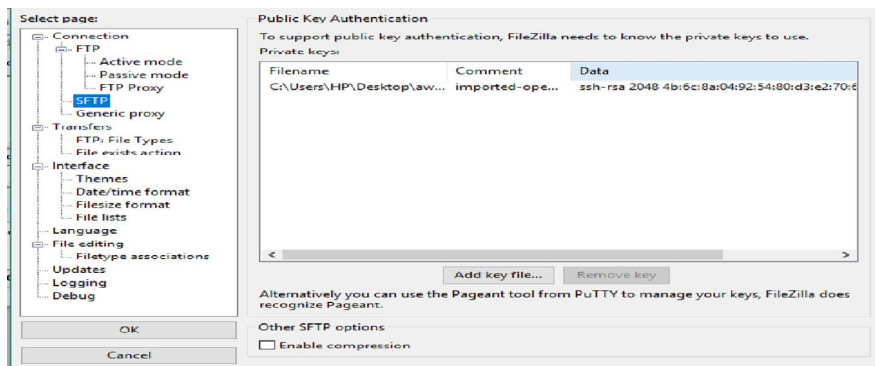 Select page:
Connection
FTP
Active mode
Passive mode
FTP Proxy
SFTP
Generic proxy
Transfers
FTP: File Types
File exists action
Interface
Themes
Date/time format
Filesize format
File lists
Language
File editing
Filetype associations
Updates
Logging
Debug
OK
Cancel
Public Key Authentication
To support public key authentication, FileZilla needs to know the private keys to use.
Private keys:
Filename Comment Data
C:\Users\HP\Desktop\aw... imported-ope... ssh-rsa 2048 4b:6c:8a:04:92:54:80:d3:e2:70:6
Add key file... Remove key
Alternatively you can use the Pageant tool from PuTTY to manage your keys, FileZilla does
recognize Pageant.
Other SFTP options
Enable compression